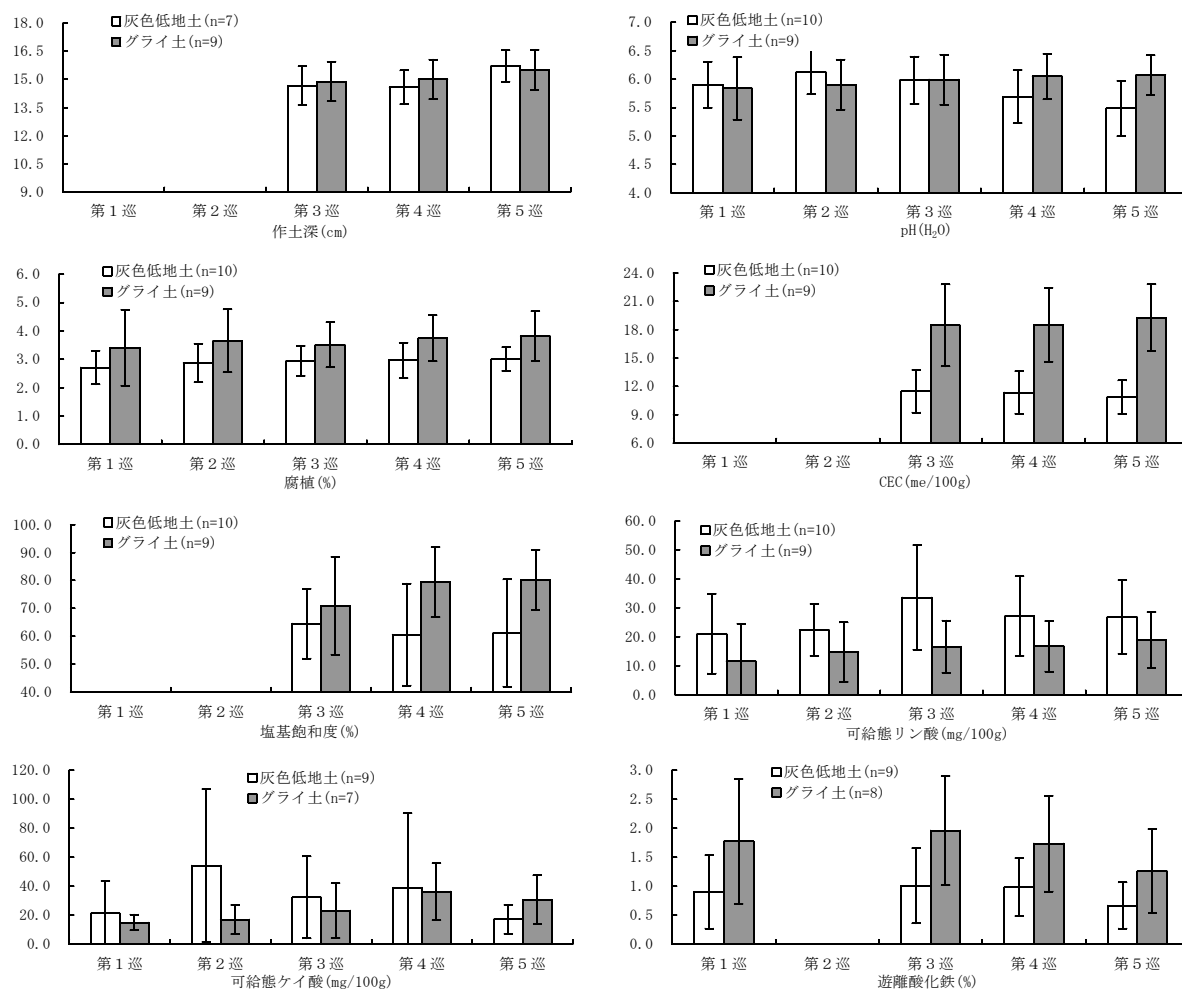 18.0
16.5
15.0
13.5
12.0
10.5
9.0
灰色低地土(n=7)
グライ土(n=9)
第１巡 第２巡 第３巡 第４巡 第５巡
作土深(cm)
7.0
6.5
6.0
5.5
5.0
4.5
4.0
灰色低地土(n=10)
グライ土(n=9)
第１巡 第２巡 第３巡 第４巡 第５巡
pH(H₂O)
6.0
5.0
4.0
3.0
2.0
1.0
0.0
灰色低地土(n=10)
グライ土(n=9)
第１巡 第２巡 第３巡 第４巡 第５巡
腐植(%)
24.0
21.0
18.0
15.0
12.0
9.0
6.0
灰色低地土(n=10)
グライ土(n=9)
第１巡 第２巡 第３巡 第４巡 第５巡
CEC(me/100g)
100.0
90.0
80.0
70.0
60.0
50.0
40.0
灰色低地土(n=10)
グライ土(n=9)
第１巡 第２巡 第３巡 第４巡 第５巡
塩基飽和度(%)
60.0
50.0
40.0
30.0
20.0
10.0
0.0
灰色低地土(n=10)
グライ土(n=9)
第１巡 第２巡 第３巡 第４巡 第５巡
可給態リン酸(mg/100g)
120.0
100.0
80.0
60.0
40.0
20.0
0.0
灰色低地土(n=9)
グライ土(n=7)
第１巡 第２巡 第３巡 第４巡 第５巡
可給態ケイ酸(mg/100g)
3.0
2.5
2.0
1.5
1.0
0.5
0.0
灰色低地土(n=9)
グライ土(n=8)
第１巡 第２巡 第３巡 第４巡 第５巡
遊離酸化鉄(%)